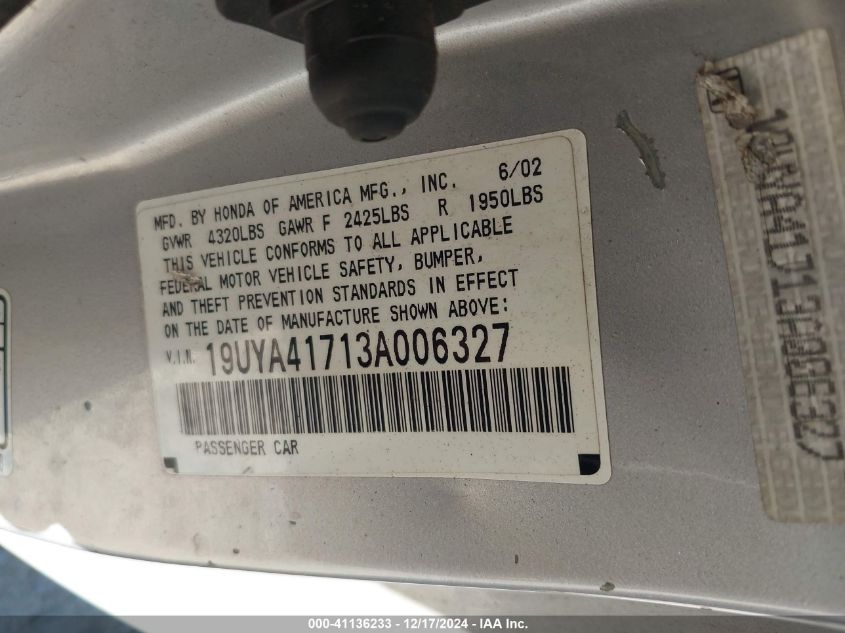 MFD. BY HONDA OF AMERICA MFG., INC. 6/02
GVWR 4320LBS GAWR F 2425LBS R 1950LBS
THIS VEHICLE CONFORMS TO ALL APPLICABLE
FEDERAL MOTOR VEHICLE SAFETY, BUMPER,
AND THEFT PREVENTION STANDARDS IN EFFECT
ON THE DATE OF MANUFACTURE SHOWN ABOVE:
V.I.N. 19UYA41713A006327
PASSENGER CAR
19UYA41713A006327
000-41136233 - 12/17/2024 - IAA Inc.